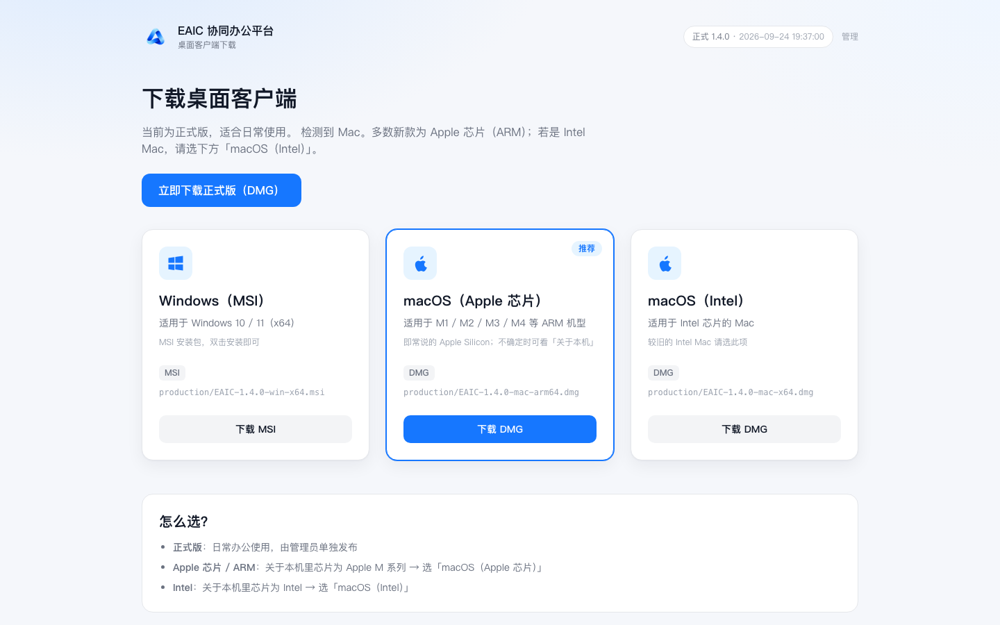 EAIC 协同办公平台
桌面客户端下载
正式 1.4.0 · 2026-09-24 19:37:00
管理
下载桌面客户端
当前为正式版，适合日常使用。 检测到 Mac。多数新款为 Apple 芯片（ARM）；若是 Intel
Mac，请选下方「macOS（Intel）」。
立即下载正式版（DMG）
Windows（MSI）
适用于 Windows 10 / 11（x64）
MSI 安装包，双击安装即可
MSI
production/EAIC-1.4.0-win-x64.msi
下载 MSI
推荐
macOS（Apple 芯片）
适用于 M1 / M2 / M3 / M4 等 ARM 机型
即常说的 Apple Silicon；不确定时可看「关于本机」
DMG
production/EAIC-1.4.0-mac-arm64.dmg
下载 DMG
macOS（Intel）
适用于 Intel 芯片的 Mac
较旧的 Intel Mac 请选此项
DMG
production/EAIC-1.4.0-mac-x64.dmg
下载 DMG
怎么选？
• 正式版：日常办公使用，由管理员单独发布
• Apple 芯片 / ARM：关于本机里芯片为 Apple M 系列 → 选「macOS（Apple 芯片）」
• Intel：关于本机里芯片为 Intel → 选「macOS（Intel）」